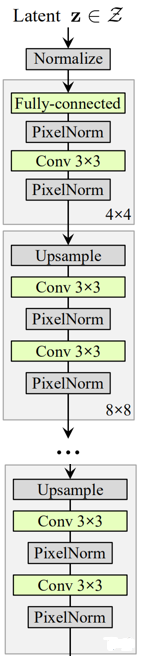 Latent z ∈ 𝒵
Normalize
Fully-connected
PixelNorm
Conv 3×3
PixelNorm
4×4
Upsample
Conv 3×3
PixelNorm
Conv 3×3
PixelNorm
8×8
...
Upsample
Conv 3×3
PixelNorm
Conv 3×3
PixelNorm